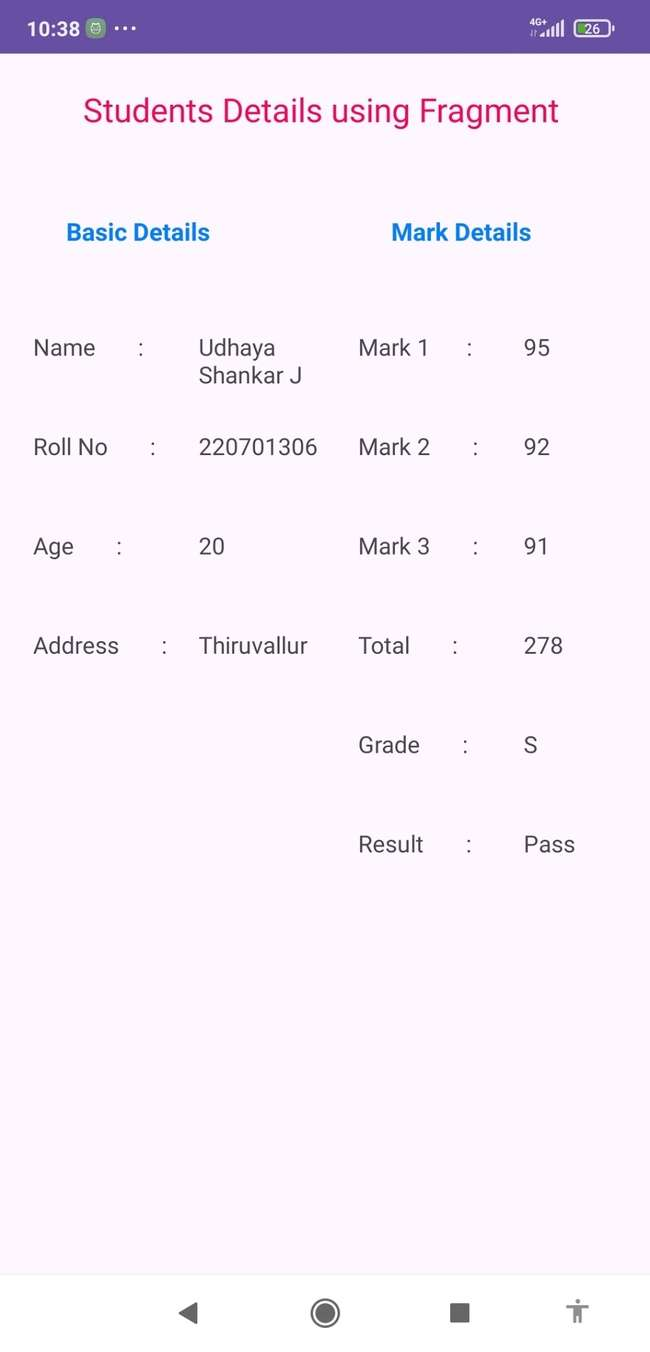 10:38
4G+
26
Students Details using Fragment
Basic Details
Name :
Udhaya
Shankar J
Roll No : 220701306
Age : 20
Address : Thiruvallur
Mark Details
Mark 1 : 95
Mark 2 : 92
Mark 3 : 91
Total : 278
Grade : S
Result : Pass